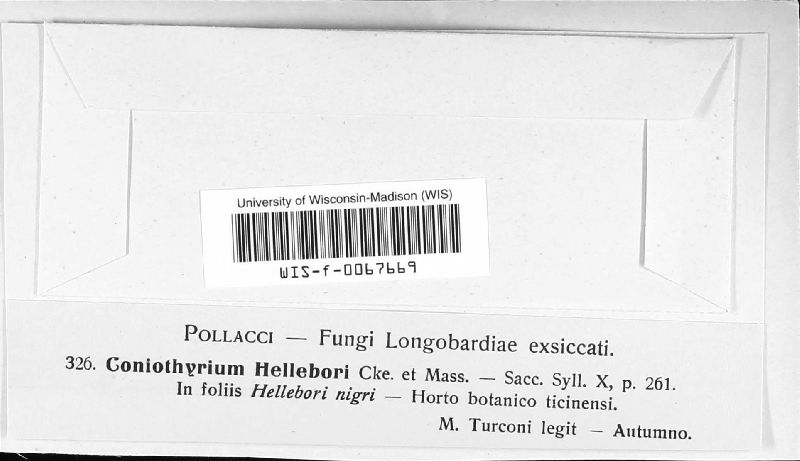 University of Wisconsin-Madison (WIS)
WIS-f-0067669
POLLACCI — Fungi Longobardiae exsiccati.
326. Coniothyrium Hellebori Cke. et Mass. — Sacc. Syll. X, p. 261.
In foliis Hellebori nigri — Horto botanico ticinensi.
M. Turconi legit — Autumno.